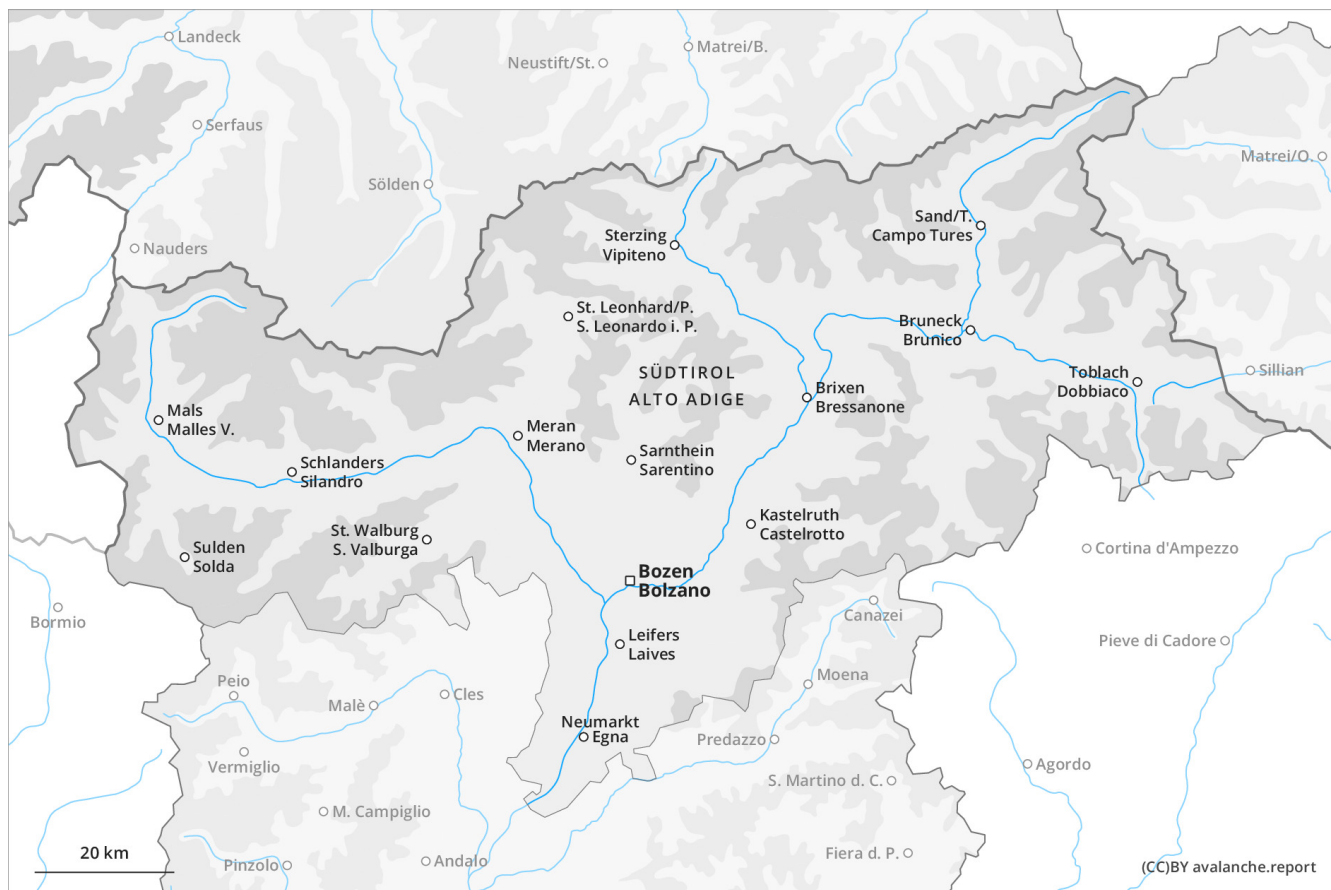 Landeck
Matrei/B.
Neustift/St.
Serfaus
Matrei/O.
Sölden
Sand/T.
Campo Tures
Sterzing
Vipiteno
Nauders
St. Leonhard/P.
S. Leonardo i. P.
Bruneck
Brunico
SÜDTIROL
ALTO ADIGE
Toblach
Dobbiaco
Sillian
Brixen
Bressanone
Mals
Malles V.
Meran
Merano
Schlanders
Silandro
Sarnthein
Sarentino
Kastelruth
Castelrotto
St. Walburg
S. Valburga
Sulden
Solda
Cortina d'Ampezzo
Bozen
Bolzano
Bormio
Canazei
Leifers
Laives
Pieve di Cadore
Peio
Moena
Malè
Cles
Neumarkt
Egna
Predazzo
Vermiglio
Agordo
S. Martino d. C.
M. Campiglio
20 km
Pinzolo
Andalo
Fiera d. P.
(CC)BY avalanche.report